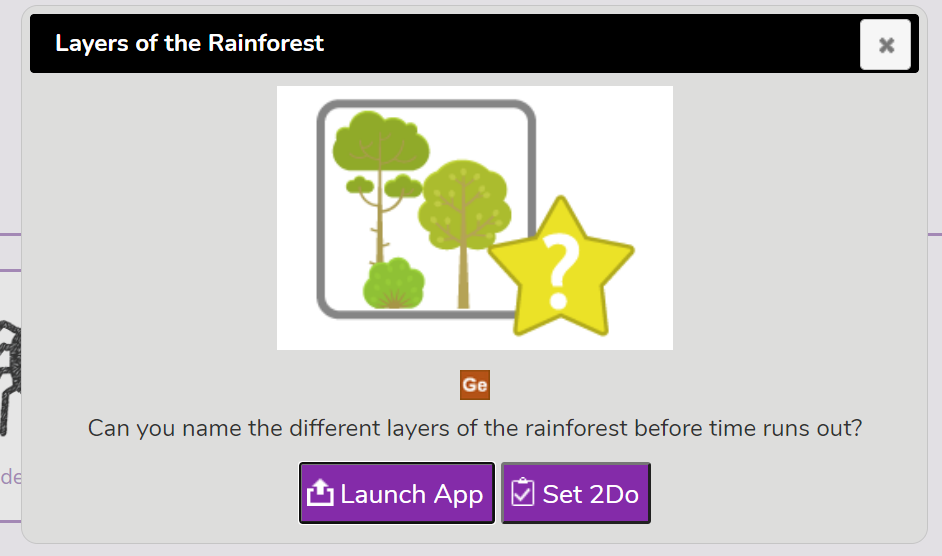 Layers of the Rainforest
?
Ge
Can you name the different layers of the rainforest before time runs out?
de
Launch App
Set 2Do